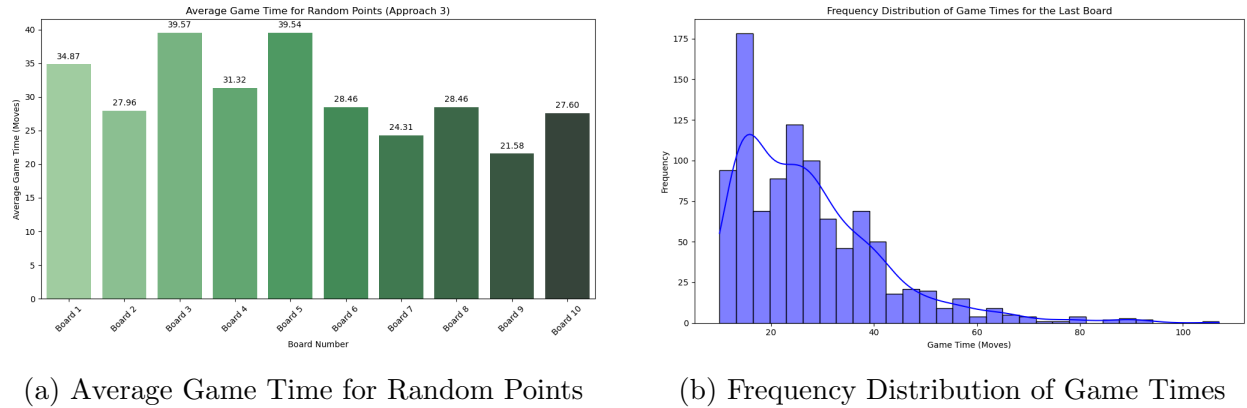 Average Game Time for Random Points (Approach 3)
Average Game Time (Moves)
40
35
30
25
20
15
10
5
0
34.87
27.96
39.57
31.32
39.54
28.46
24.31
28.46
21.58
27.60
Board 1
Board 2
Board 3
Board 4
Board 5
Board 6
Board 7
Board 8
Board 9
Board 10
Board Number
(a) Average Game Time for Random Points
Frequency Distribution of Game Times for the Last Board
Frequency
175
150
125
100
75
50
25
0
20
40
60
80
100
Game Time (Moves)
(b) Frequency Distribution of Game Times